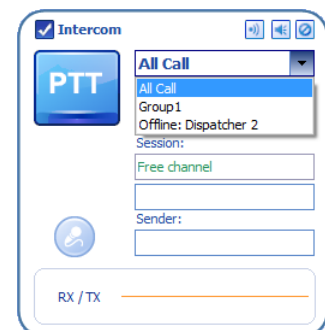 Intercom
PTT
All Call
All Call
Group1
Offline: Dispatcher 2
Session:
Free channel
Sender:
RX / TX